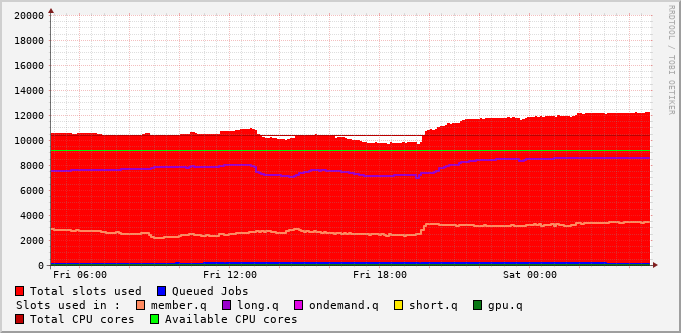 20000
18000
16000
14000
12000
10000
8000
6000
4000
2000
0
Fri 06:00 Fri 12:00 Fri 18:00 Sat 00:00
Total slots used Queued Jobs
Slots used in : member.q long.q ondemand.q short.q gpu.q
Total CPU cores Available CPU cores
RRDTOOL / TOBI OETIKER